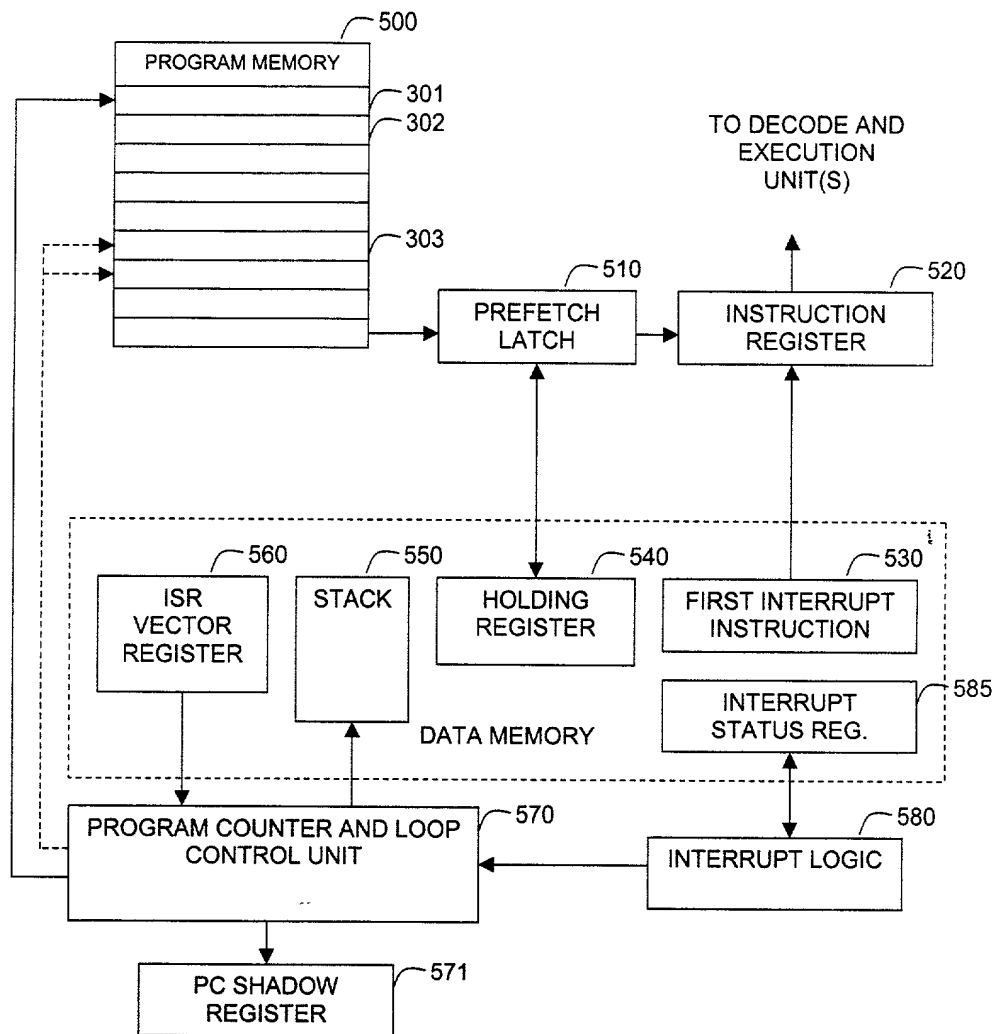 500
PROGRAM MEMORY
301
302
TO DECODE AND
EXECUTION
UNIT(S)
303
510
520
PREFETCH
LATCH
INSTRUCTION
REGISTER
560
550
540
530
ISR
VECTOR
REGISTER
STACK
HOLDING
REGISTER
FIRST INTERRUPT
INSTRUCTION
585
INTERRUPT
STATUS REG.
DATA MEMORY
570
580
PROGRAM COUNTER AND LOOP
CONTROL UNIT
INTERRUPT LOGIC
571
PC SHADOW
REGISTER